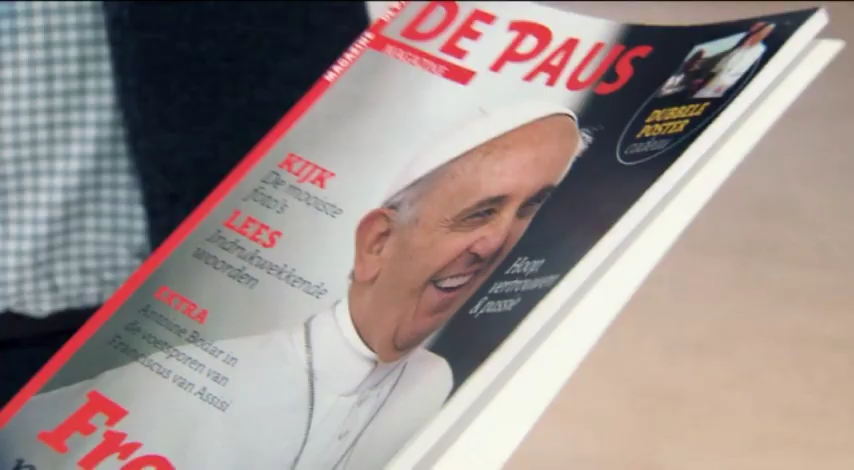 DE PAUS
MAGAZINE
MAGAZINE
DUBBELE
POSTER
cadeau
KIJK
De mooiste
foto's
LEES
Indrukwekkende
woorden
Hoop,
vertrouwen
& passie
EXTRA
Antoine Bodar in
de voetsporen van
Franciscus van Assisi
Fra